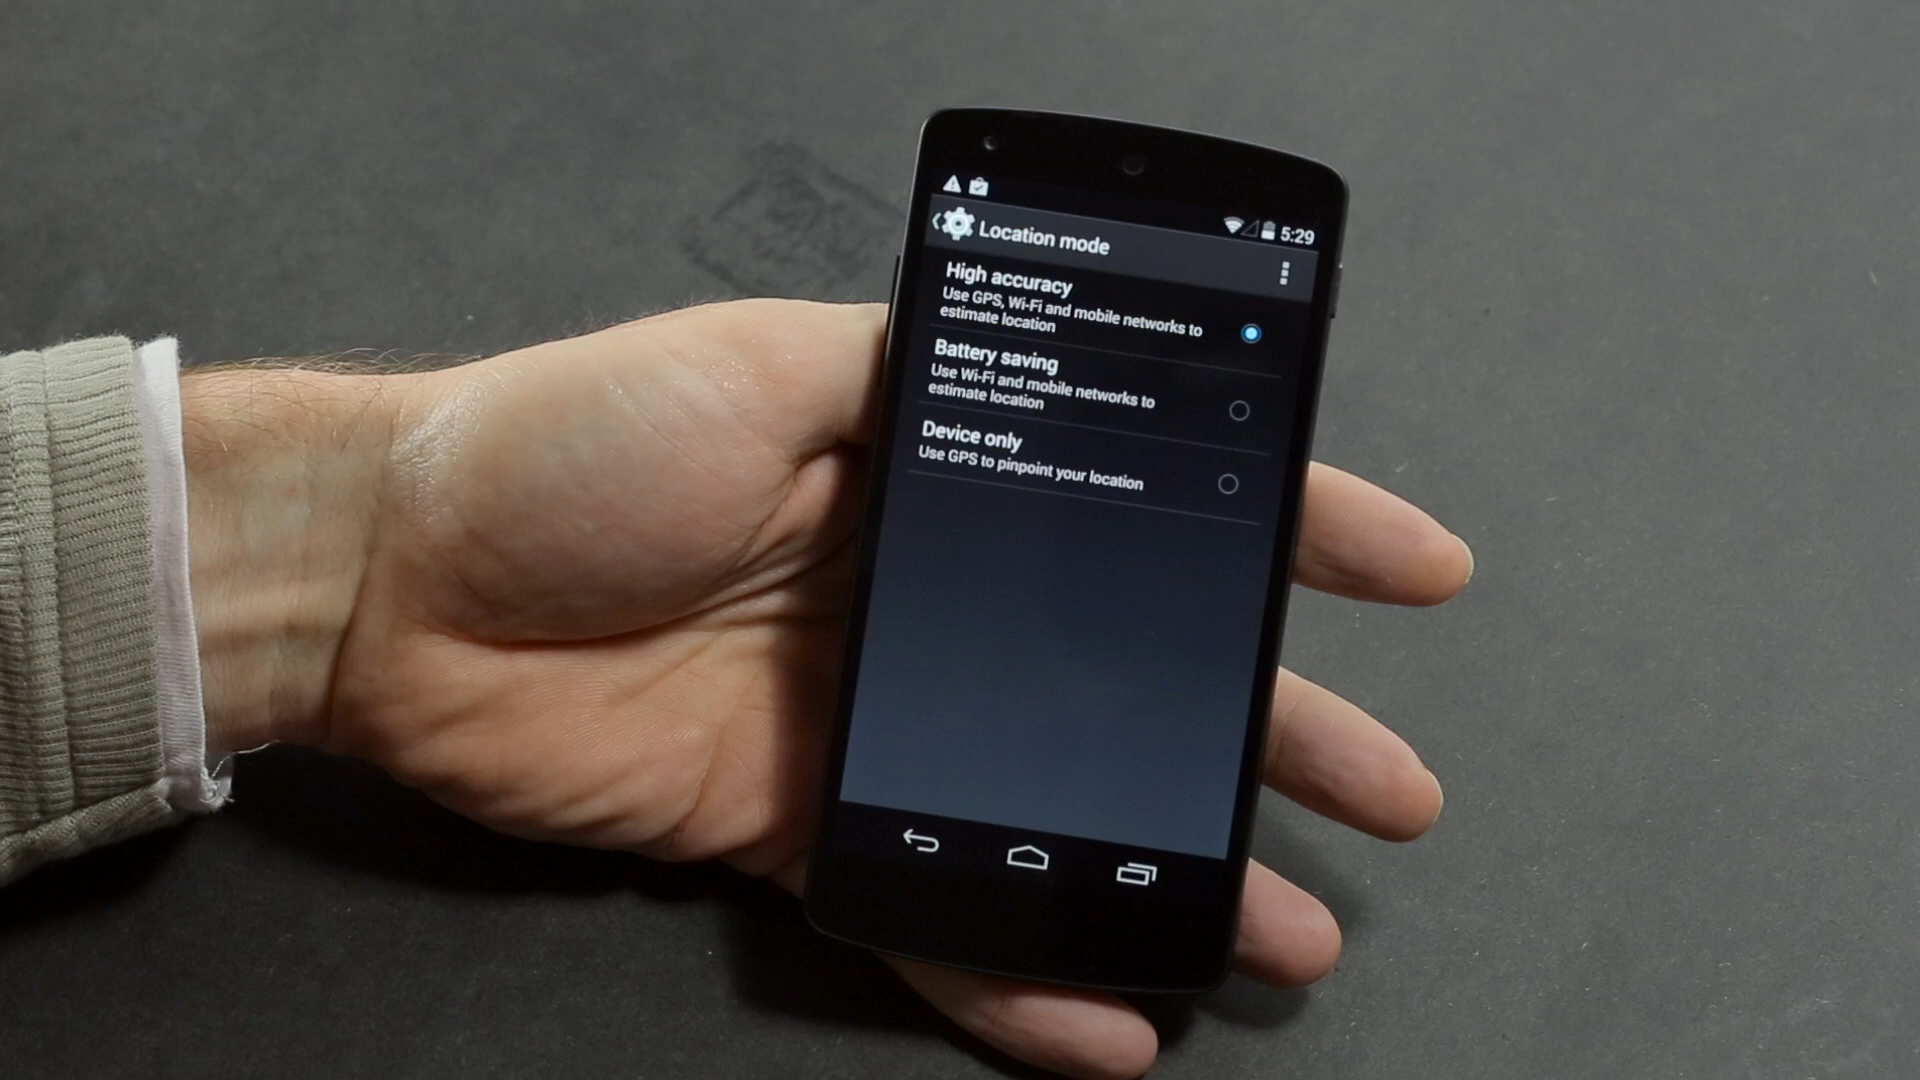 5:29
Location mode
High accuracy
Use GPS, Wi-Fi and mobile networks to
estimate location
Battery saving
Use Wi-Fi and mobile networks to
estimate location
Device only
Use GPS to pinpoint your location